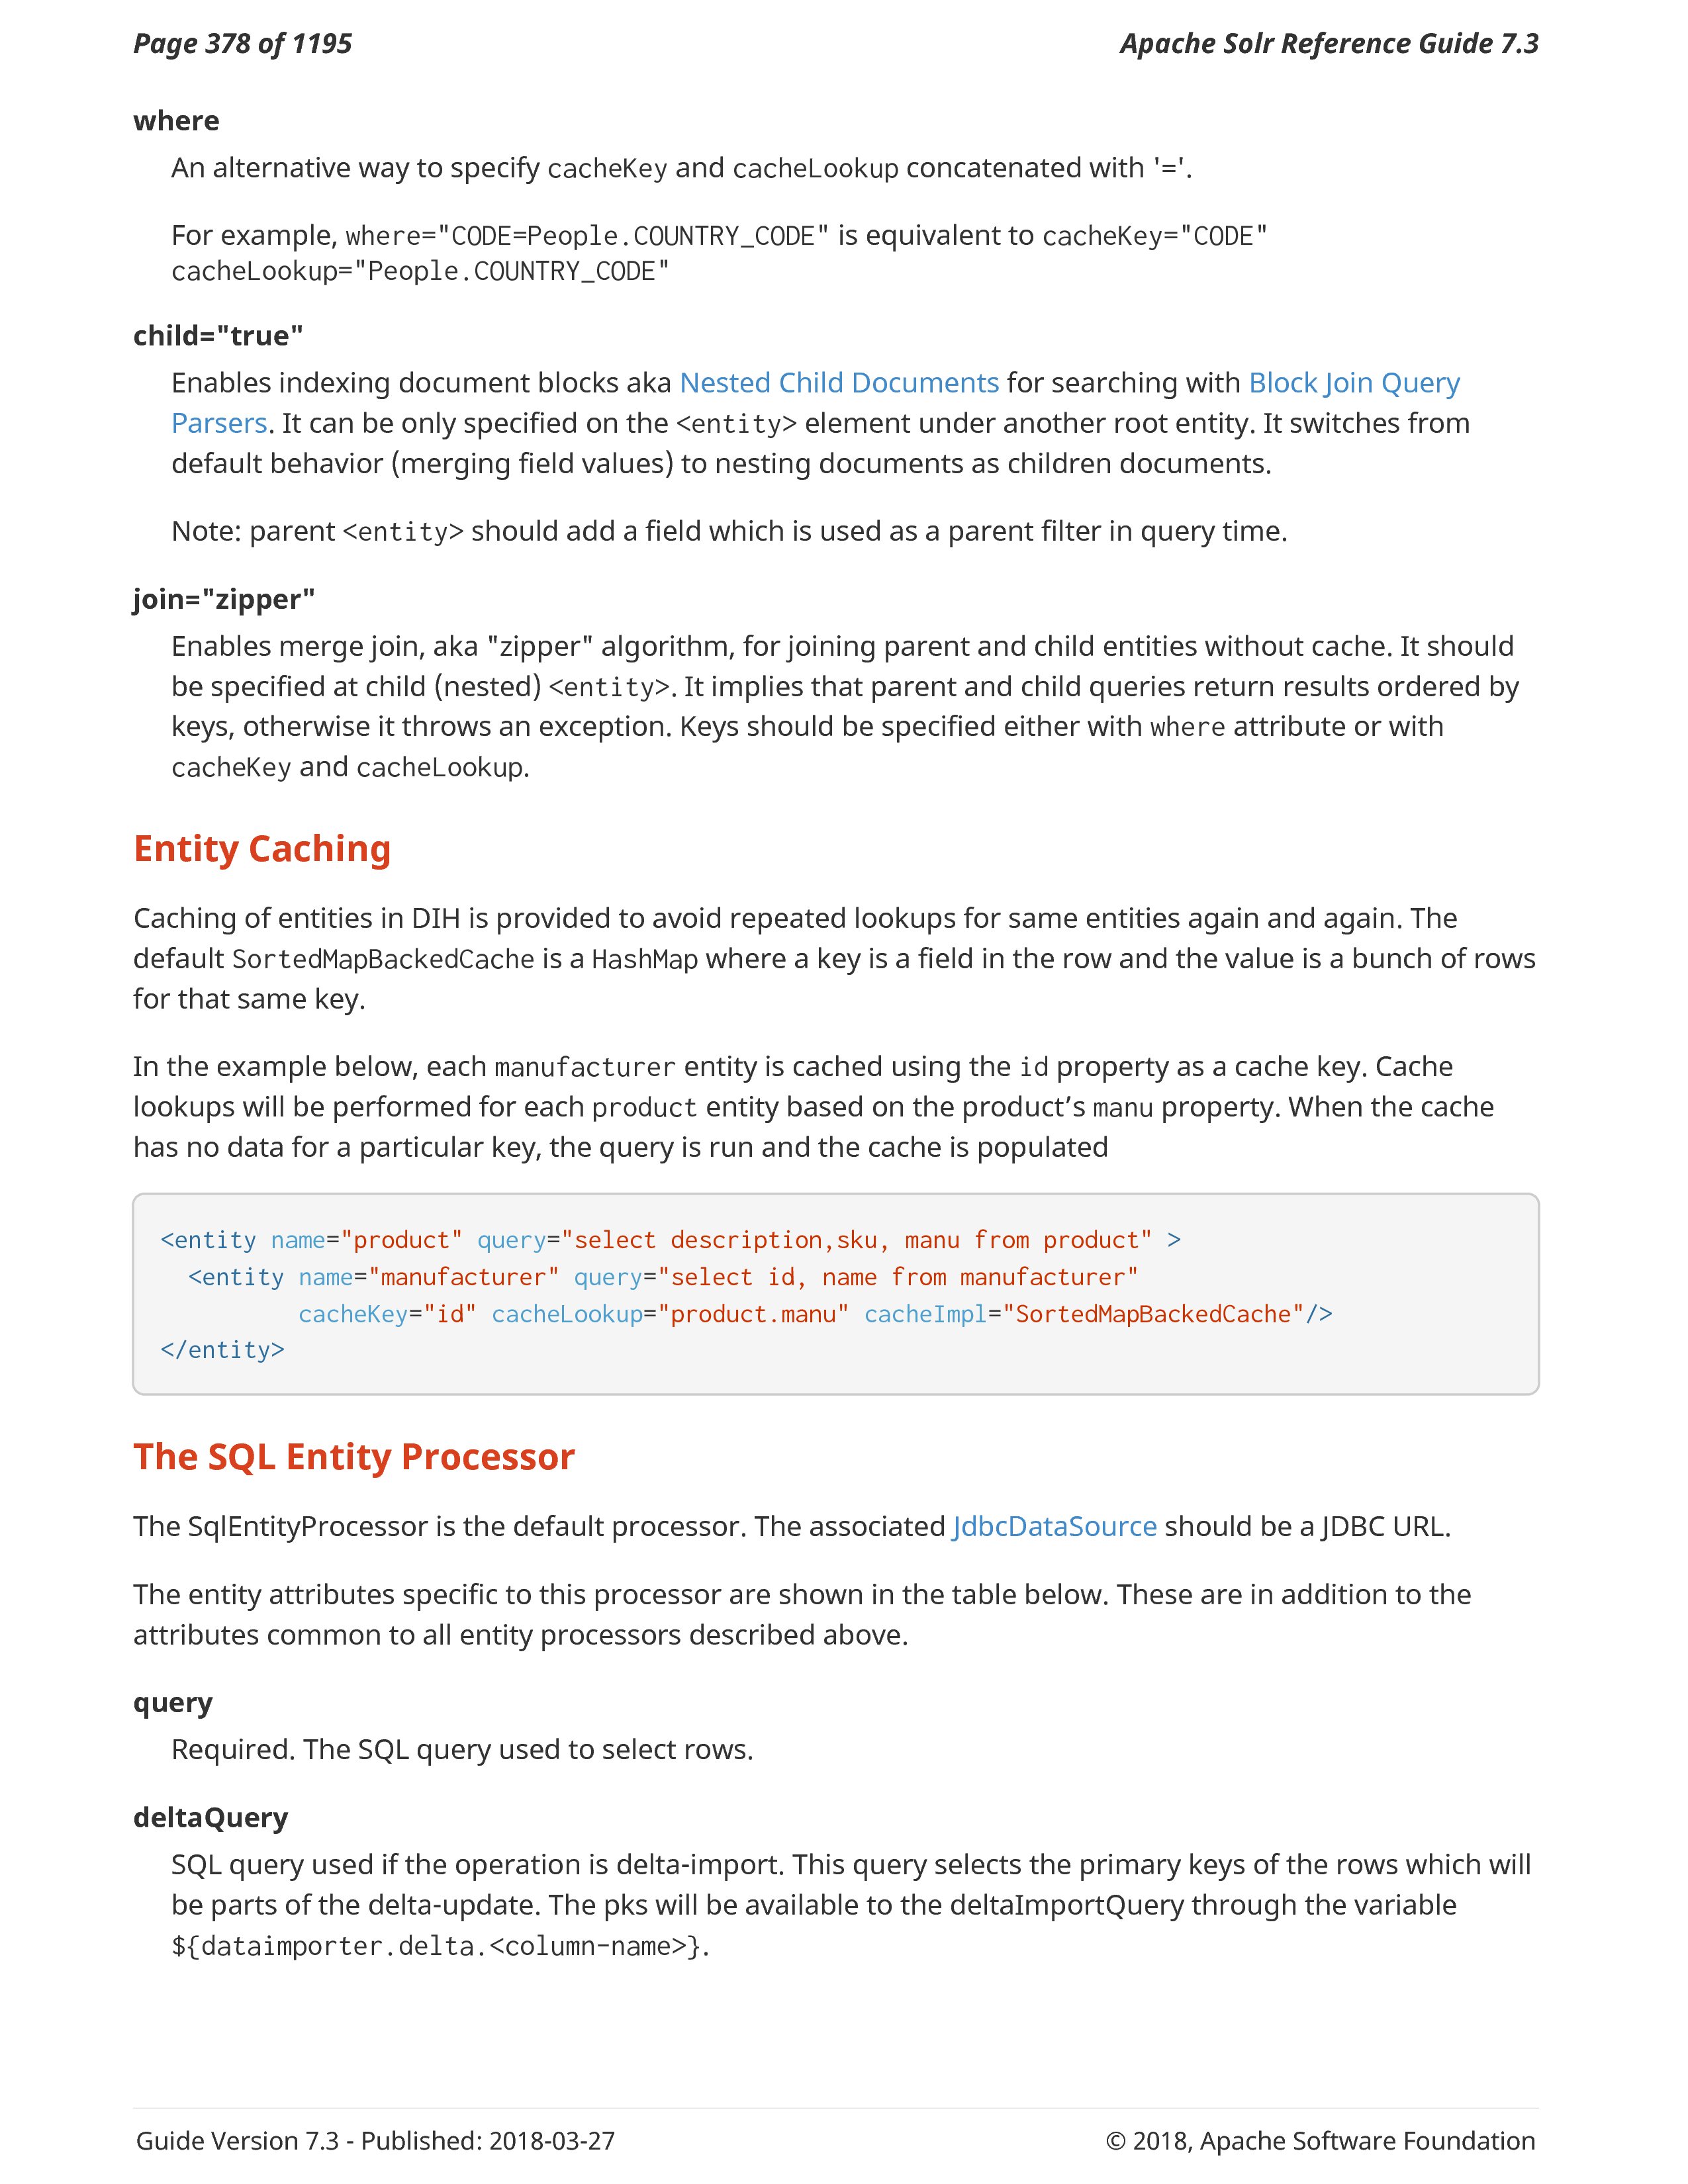 Page 378 of 1195
Apache Solr Reference Guide 7.3
where
An alternative way to specify cacheKey and cacheLookup concatenated with '='.
For example, where="CODE=People.COUNTRY_CODE" is equivalent to cacheKey="CODE"
cacheLookup="People.COUNTRY_CODE"
child="true"
Enables indexing document blocks aka Nested Child Documents for searching with Block Join Query
Parsers. It can be only specified on the <entity> element under another root entity. It switches from
default behavior (merging field values) to nesting documents as children documents.
Note: parent <entity> should add a field which is used as a parent filter in query time.
join="zipper"
Enables merge join, aka "zipper" algorithm, for joining parent and child entities without cache. It should
be specified at child (nested) <entity>. It implies that parent and child queries return results ordered by
keys, otherwise it throws an exception. Keys should be specified either with where attribute or with
cacheKey and cacheLookup.
Entity Caching
Caching of entities in DIH is provided to avoid repeated lookups for same entities again and again. The
default SortedMapBackedCache is a HashMap where a key is a field in the row and the value is a bunch of rows
for that same key.
In the example below, each manufacturer entity is cached using the id property as a cache key. Cache
lookups will be performed for each product entity based on the product’s manu property. When the cache
has no data for a particular key, the query is run and the cache is populated
<entity name="product" query="select description,sku, manu from product" >
<entity name="manufacturer" query="select id, name from manufacturer"
cacheKey="id" cacheLookup="product.manu" cacheImpl="SortedMapBackedCache"/>
</entity>
The SQL Entity Processor
The SqlEntityProcessor is the default processor. The associated JdbcDataSource should be a JDBC URL.
The entity attributes specific to this processor are shown in the table below. These are in addition to the
attributes common to all entity processors described above.
query
Required. The SQL query used to select rows.
deltaQuery
SQL query used if the operation is delta-import. This query selects the primary keys of the rows which will
be parts of the delta-update. The pks will be available to the deltaImportQuery through the variable
${dataimporter.delta.<column-name>}.
Guide Version 7.3 - Published: 2018-03-27
© 2018, Apache Software Foundation